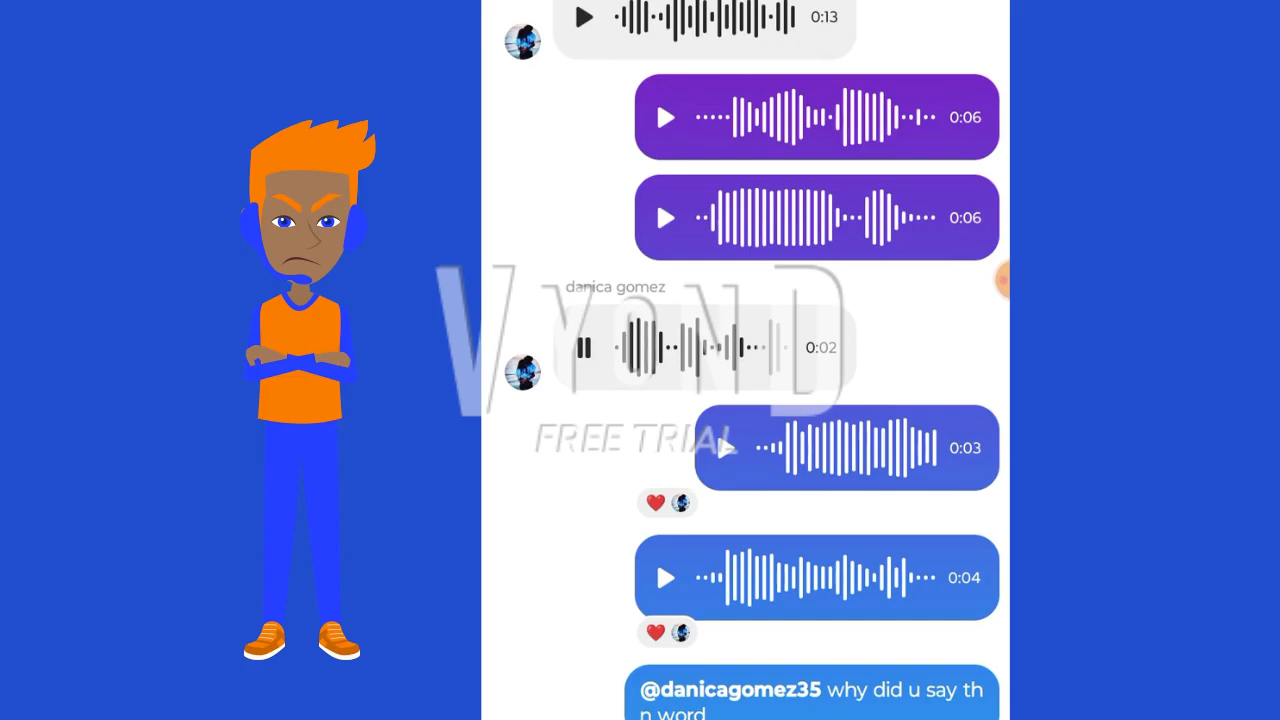 0:13
0:06
0:06
danica gomez
0:02
VYOND
FREE TRIAL
0:03
0:04
@danicagomez35 why did u say th
n word